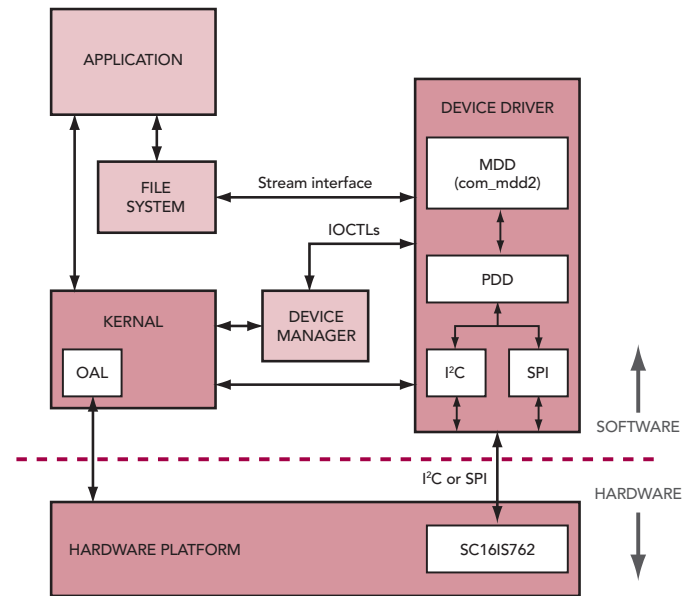 APPLICATION
DEVICE DRIVER
MDD
(com_mdd2)
FILE
SYSTEM
Stream interface
IOCTLs
PDD
KERNAL
DEVICE
MANAGER
OAL
I²C
SPI
SOFTWARE
I²C or SPI
HARDWARE
HARDWARE PLATFORM
SC16IS762